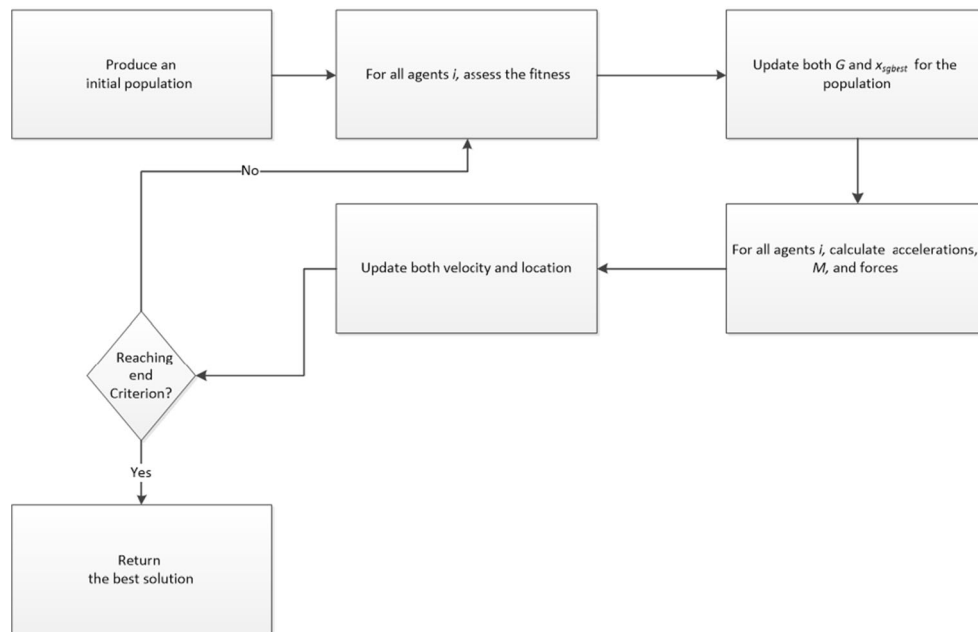 Produce an
initial population
For all agents i, assess the fitness
Update both G and x_sgbest for the
population
For all agents i, calculate accelerations,
M, and forces
Update both velocity and location
No
Reaching
end
Criterion?
Yes
Return
the best solution